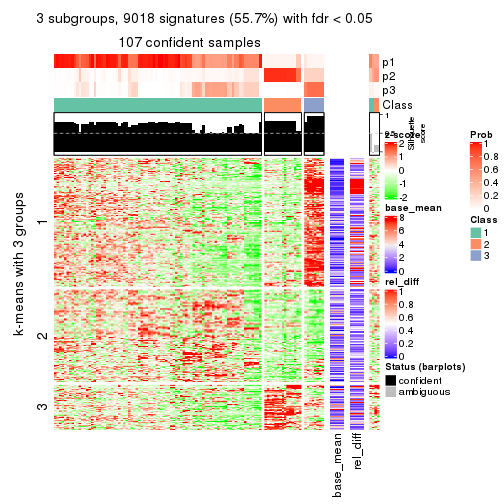 3 subgroups, 9018 signatures (55.7%) with fdr < 0.05
107 confident samples
p1
p2
p3
Class
1
0.5
Silhouette
score
k-means with 3 groups
1
2
3
base_mean
rel_diff
z-score
2
1
0
-1
-2
base_mean
8
6
4
2
0
rel_diff
1
0.8
0.6
0.4
0.2
0
Status (barplots)
confident
ambiguous
Prob
1
0.8
0.6
0.4
0.2
0
Class
1
2
3